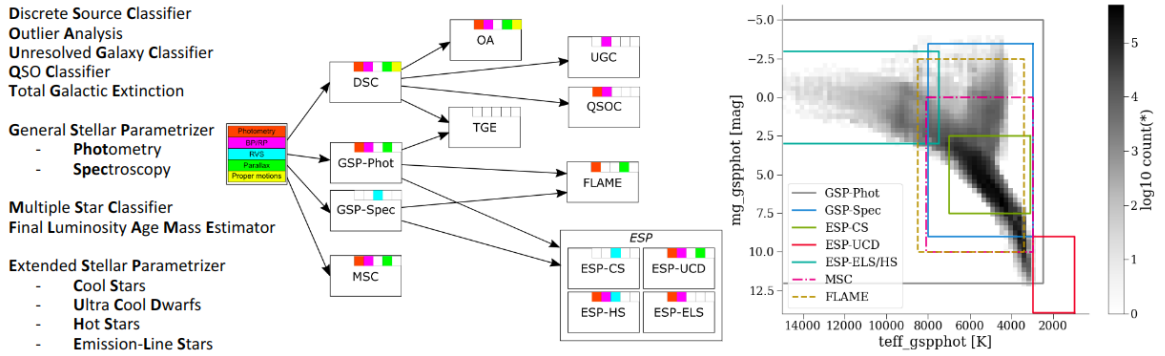 Discrete Source Classifier
Outlier Analysis
Unresolved Galaxy Classifier
QSO Classifier
Total Galactic Extinction
General Stellar Parametrizer
- Photometry
- Spectroscopy
Multiple Star Classifier
Final Luminosity Age Mass Estimator
Extended Stellar Parametrizer
- Cool Stars
- Ultra Cool Dwarfs
- Hot Stars
- Emission-Line Stars
Photometry
BP/RP
RVS
Parallax
Proper motions
DSC
GSP-Phot
GSP-Spec
MSC
OA
TGE
UGC
QSOC
FLAME
ESP
ESP-CS
ESP-UCD
ESP-HS
ESP-ELS
mg_gspphot [mag]
-5.0
-2.5
0.0
2.5
5.0
7.5
10.0
12.5
GSP-Phot
GSP-Spec
ESP-CS
ESP-UCD
ESP-ELS/HS
MSC
FLAME
14000 12000 10000 8000 6000 4000 2000
teff_gspphot [K]
5
4
3
2
1
0
log10 count(*)